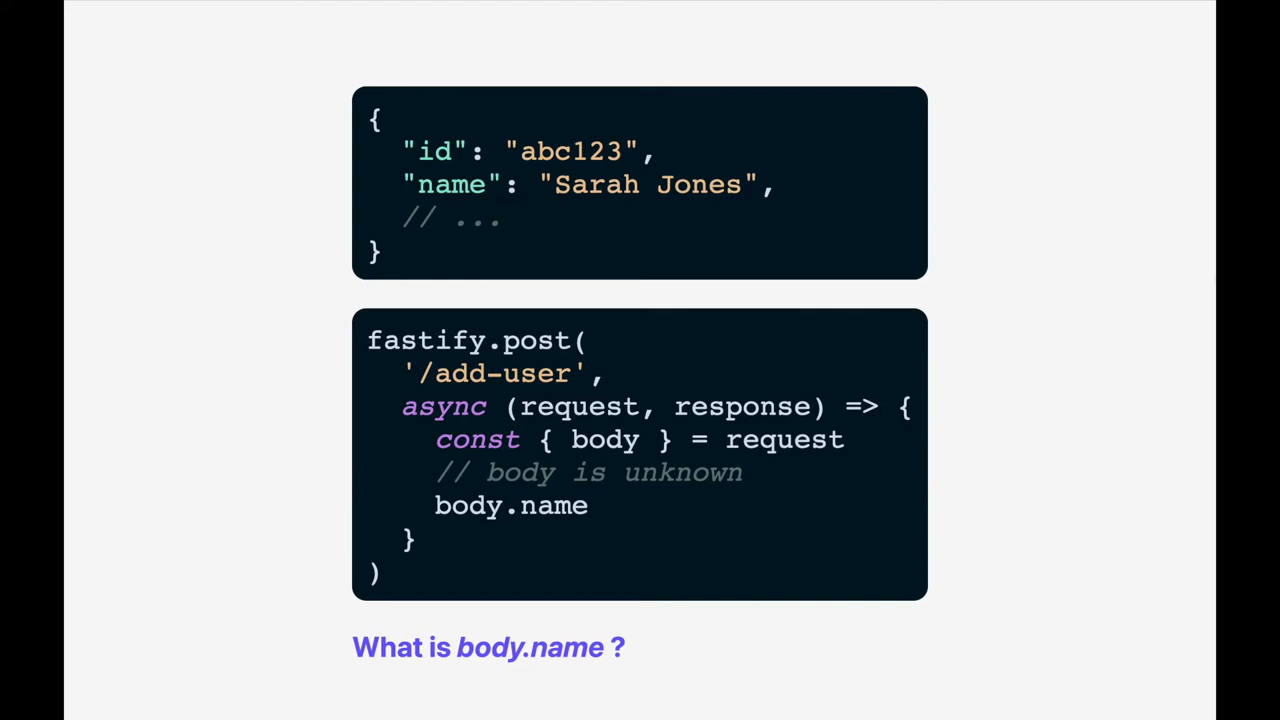 {
"id": "abc123",
"name": "Sarah Jones",
// ...
}
fastify.post(
'/add-user',
async (request, response) => {
const { body } = request
// body is unknown
body.name
}
)
What is body.name ?